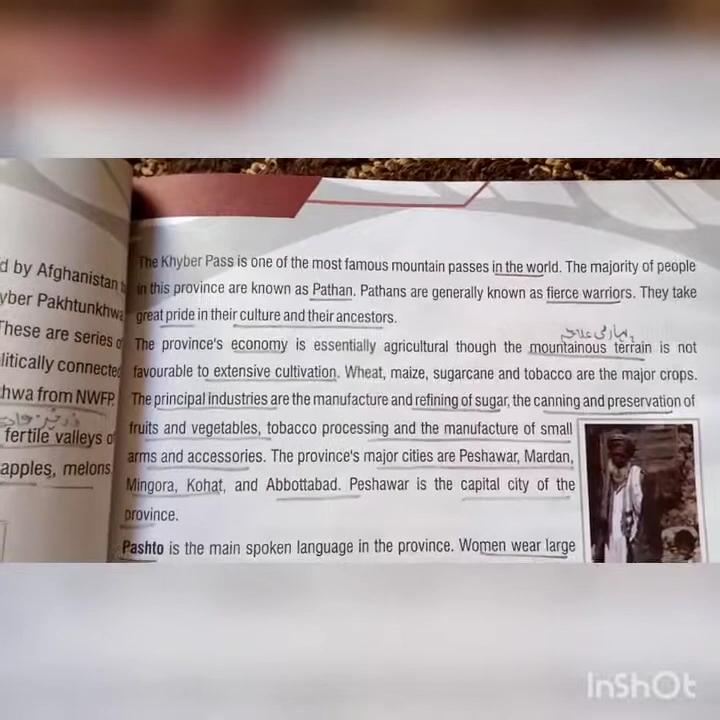 d by Afghanistan
yber Pakhtunkhwa
These are series o
litically connected
hwa from NWFP
fertile valleys o
apples, melons
The Khyber Pass is one of the most famous mountain passes in the world. The majority of people
in this province are known as Pathan. Pathans are generally known as fierce warriors. They take
great pride in their culture and their ancestors.
پہاڑی علاقہ
The province's economy is essentially agricultural though the mountainous terrain is not
favourable to extensive cultivation. Wheat, maize, sugarcane and tobacco are the major crops.
The principal industries are the manufacture and refining of sugar, the canning and preservation of
fruits and vegetables, tobacco processing and the manufacture of small
arms and accessories. The province's major cities are Peshawar, Mardan,
Mingora, Kohat, and Abbottabad. Peshawar is the capital city of the
province.
Pashto is the main spoken language in the province. Women wear large
InShOt